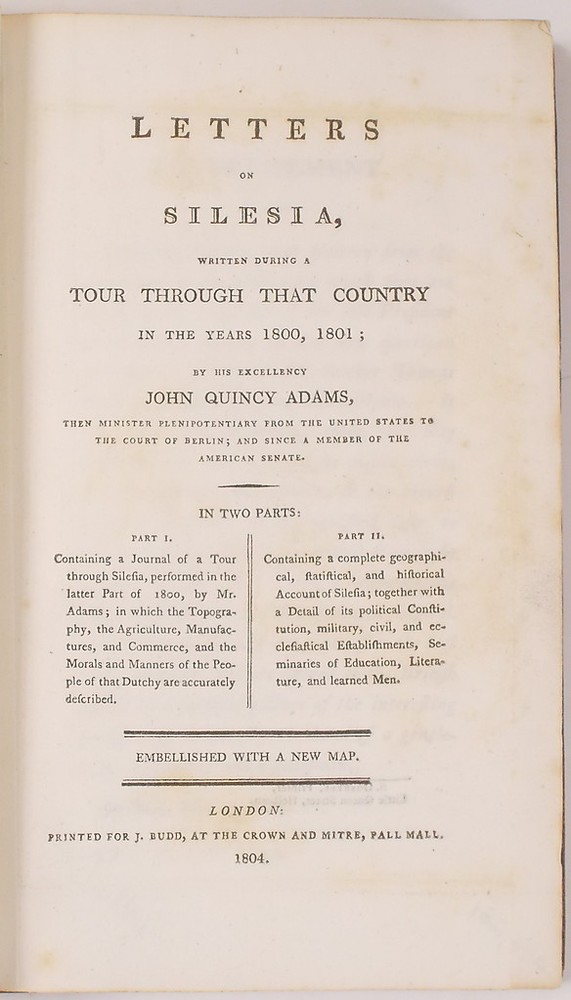 LETTERS
ON
SILESIA,
WRITTEN DURING A
TOUR THROUGH THAT COUNTRY
IN THE YEARS 1800, 1801 ;
BY HIS EXCELLENCY
JOHN QUINCY ADAMS,
THEN MINISTER PLENIPOTENTIARY FROM THE UNITED STATES TO
THE COURT OF BERLIN; AND SINCE A MEMBER OF THE
AMERICAN SENATE.
IN TWO PARTS:
PART I.
Containing a Journal of a Tour
through Sileſia, performed in the
latter Part of 1800, by Mr.
Adams; in which the Topogra-
phy, the Agriculture, Manufac-
tures, and Commerce, and the
Morals and Manners of the Peo-
ple of that Dutchy are accurately
deſcribed.
PART II.
Containing a complete geographi-
cal, ſtatiſtical, and hiſtorical
Account of Sileſia; together with
a Detail of its political Conſti-
tution, military, civil, and ec-
cleſiaſtical Eſtabliſhments, Se-
minaries of Education, Litera-
ture, and learned Men.
EMBELLISHED WITH A NEW MAP.
LONDON:
PRINTED FOR J. BUDD, AT THE CROWN AND MITRE, PALL MALL.
1804.